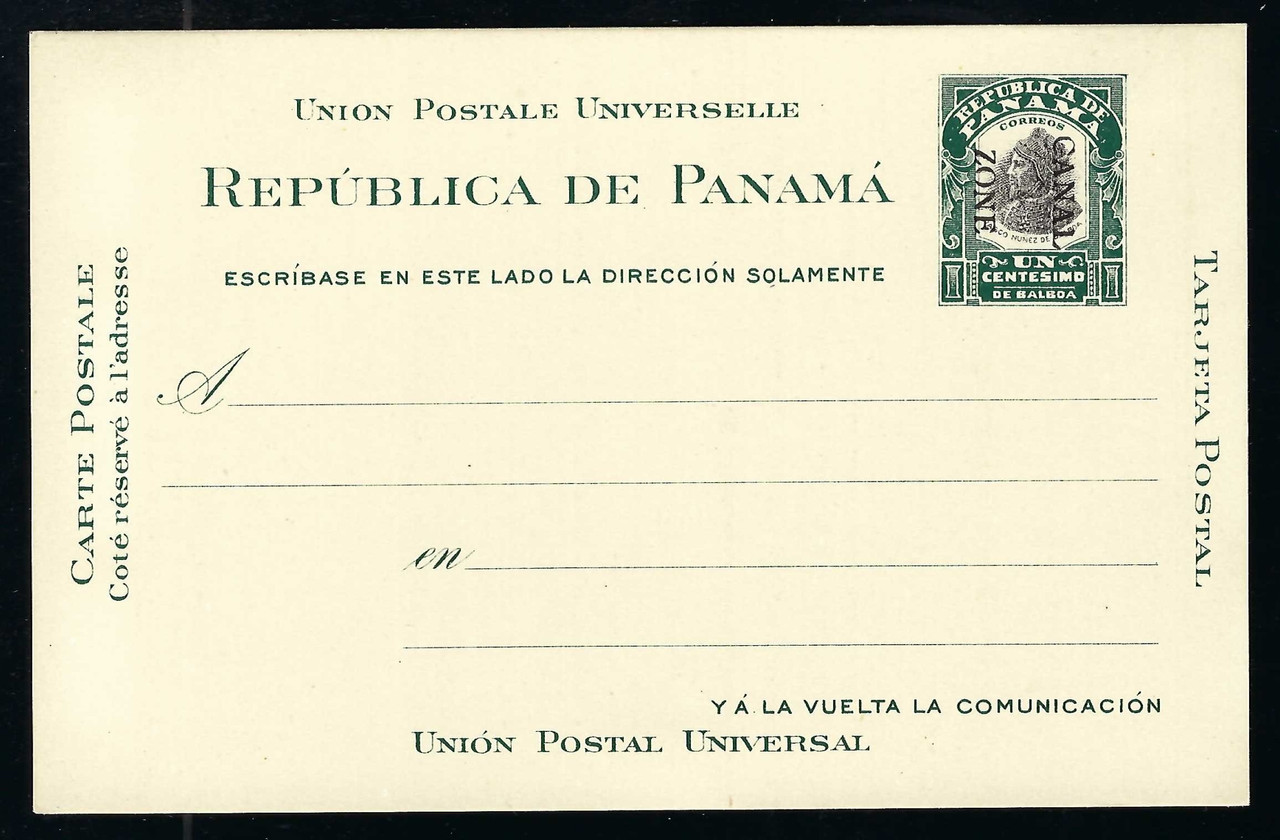 UNION POSTALE UNIVERSELLE
REPÚBLICA DE PANAMÁ
ESCRÍBASE EN ESTE LADO LA DIRECCIÓN SOLAMENTE
REPUBLICA DE
PANAMA
CORREOS
CANAL
ZONE
NUNEZ DE
UN
CENTESIMO
DE BALBOA
CARTE POSTALE
Coté réservé à l'adresse
TARJETA POSTAL
A
en
Y Á LA VUELTA LA COMUNICACIÓN
UNIÓN POSTAL UNIVERSAL